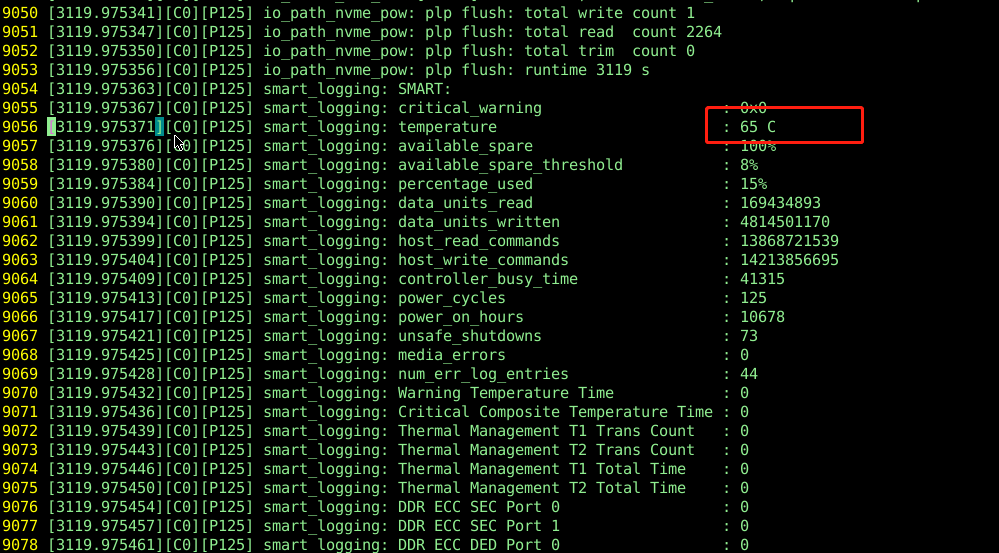 9050 [3119.975341][C0][P125] io_path_nvme_pow: plp flush: total write count 1
9051 [3119.975347][C0][P125] io_path_nvme_pow: plp flush: total read  count 2264
9052 [3119.975350][C0][P125] io_path_nvme_pow: plp flush: total trim  count 0
9053 [3119.975356][C0][P125] io_path_nvme_pow: plp flush: runtime 3119 s
9054 [3119.975363][C0][P125] smart_logging: SMART:
9055 [3119.975367][C0][P125] smart_logging: critical_warning                    : 0x0
9056 [3119.975371][C0][P125] smart_logging: temperature                         : 65 C
9057 [3119.975376][C0][P125] smart_logging: available_spare                     : 100%
9058 [3119.975380][C0][P125] smart_logging: available_spare_threshold           : 8%
9059 [3119.975384][C0][P125] smart_logging: percentage_used                     : 15%
9060 [3119.975390][C0][P125] smart_logging: data_units_read                     : 169434893
9061 [3119.975394][C0][P125] smart_logging: data_units_written                  : 4814501170
9062 [3119.975399][C0][P125] smart_logging: host_read_commands                  : 13868721539
9063 [3119.975404][C0][P125] smart_logging: host_write_commands                 : 14213856695
9064 [3119.975409][C0][P125] smart_logging: controller_busy_time                : 41315
9065 [3119.975413][C0][P125] smart_logging: power_cycles                        : 125
9066 [3119.975417][C0][P125] smart_logging: power_on_hours                      : 10678
9067 [3119.975421][C0][P125] smart_logging: unsafe_shutdowns                    : 73
9068 [3119.975425][C0][P125] smart_logging: media_errors                        : 0
9069 [3119.975428][C0][P125] smart_logging: num_err_log_entries                 : 44
9070 [3119.975432][C0][P125] smart_logging: Warning Temperature Time            : 0
9071 [3119.975436][C0][P125] smart_logging: Critical Composite Temperature Time : 0
9072 [3119.975439][C0][P125] smart_logging: Thermal Management T1 Trans Count   : 0
9073 [3119.975443][C0][P125] smart_logging: Thermal Management T2 Trans Count   : 0
9074 [3119.975446][C0][P125] smart_logging: Thermal Management T1 Total Time    : 0
9075 [3119.975450][C0][P125] smart_logging: Thermal Management T2 Total Time    : 0
9076 [3119.975454][C0][P125] smart_logging: DDR ECC SEC Port 0                  : 0
9077 [3119.975457][C0][P125] smart_logging: DDR ECC SEC Port 1                  : 0
9078 [3119.975461][C0][P125] smart_logging: DDR ECC DED Port 0                  : 0